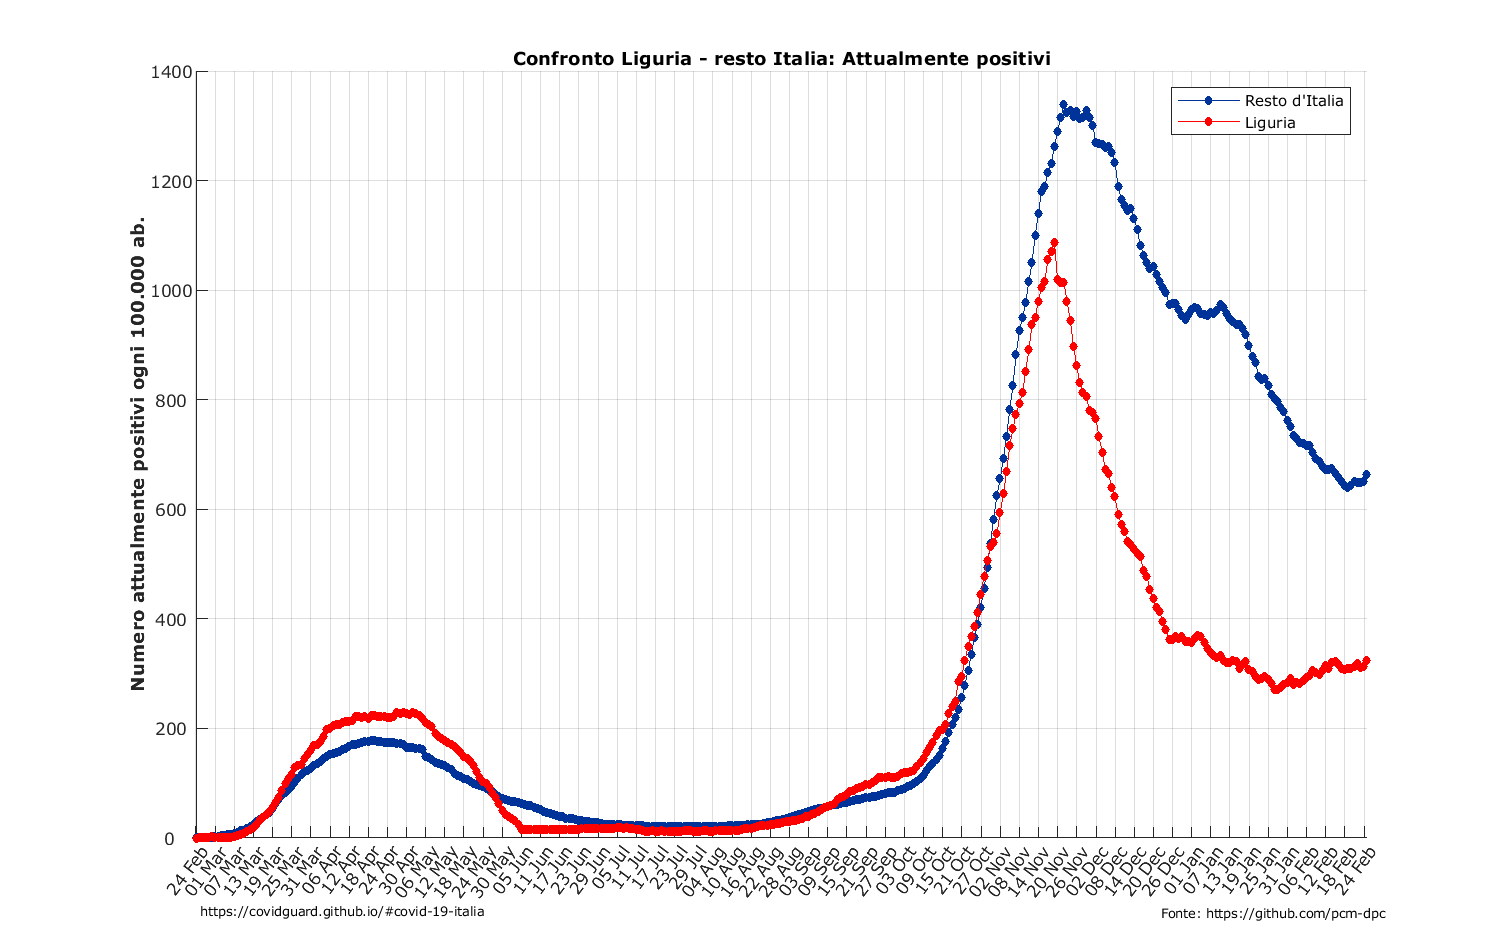 Confronto Liguria - resto Italia: Attualmente positivi
Resto d'Italia
Liguria
Numero attualmente positivi ogni 100.000 ab.
1400
1200
1000
800
600
400
200
0
24 Feb
01 Mar
07 Mar
13 Mar
19 Mar
25 Mar
31 Mar
06 Apr
12 Apr
18 Apr
24 Apr
30 Apr
06 May
12 May
18 May
24 May
30 May
05 Jun
11 Jun
17 Jun
23 Jun
29 Jun
05 Jul
11 Jul
17 Jul
23 Jul
29 Jul
04 Aug
10 Aug
16 Aug
22 Aug
28 Aug
03 Sep
09 Sep
15 Sep
21 Sep
27 Sep
03 Oct
09 Oct
15 Oct
21 Oct
27 Oct
02 Nov
08 Nov
14 Nov
20 Nov
26 Nov
02 Dec
08 Dec
14 Dec
20 Dec
26 Dec
01 Jan
07 Jan
13 Jan
19 Jan
25 Jan
31 Jan
06 Feb
12 Feb
18 Feb
24 Feb
https://covidguard.github.io/#covid-19-italia
Fonte: https://github.com/pcm-dpc